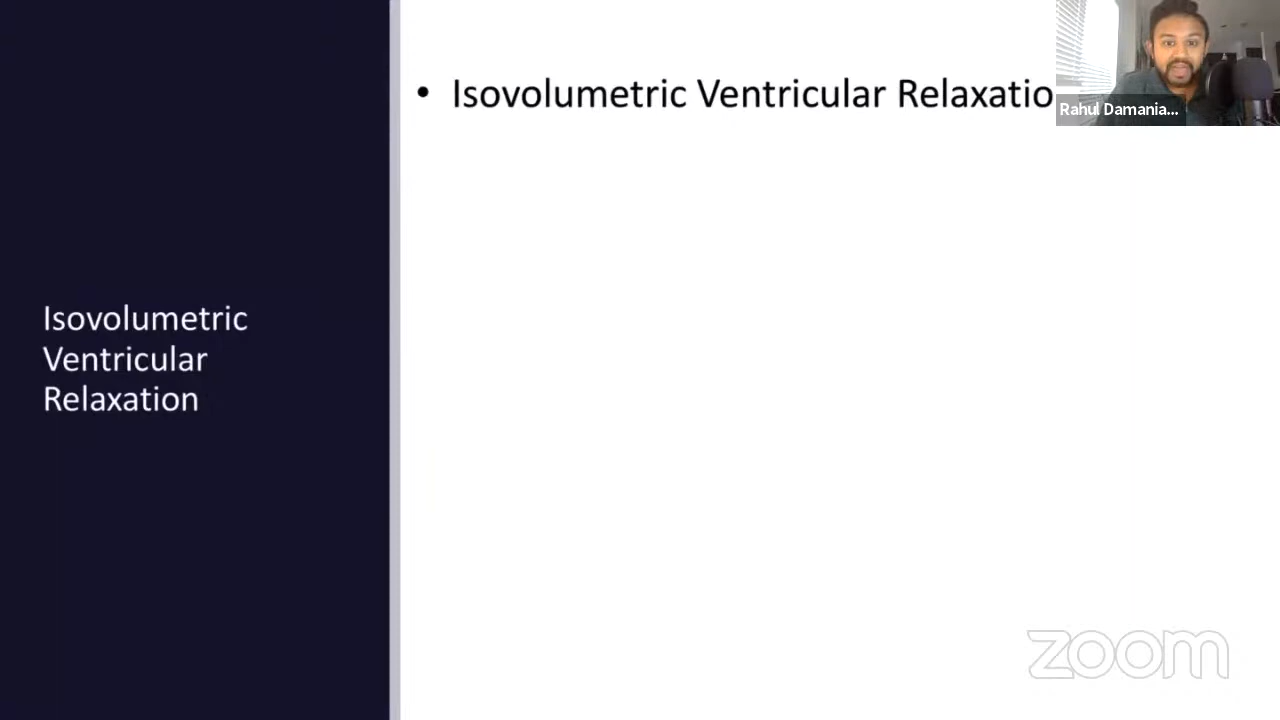 • Isovolumetric Ventricular Relaxatio
Rahul Damania...
Isovolumetric
Ventricular
Relaxation
zoom